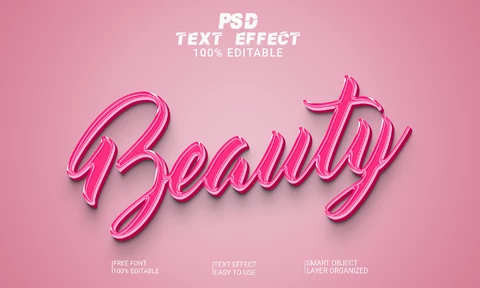 PSD
TEXT EFFECT
100% EDITABLE
Beauty
FREE FONT
100% EDITABLE
TEXT EFFECT
EASY TO USE
SMART OBJECT
LAYER ORGANIZED